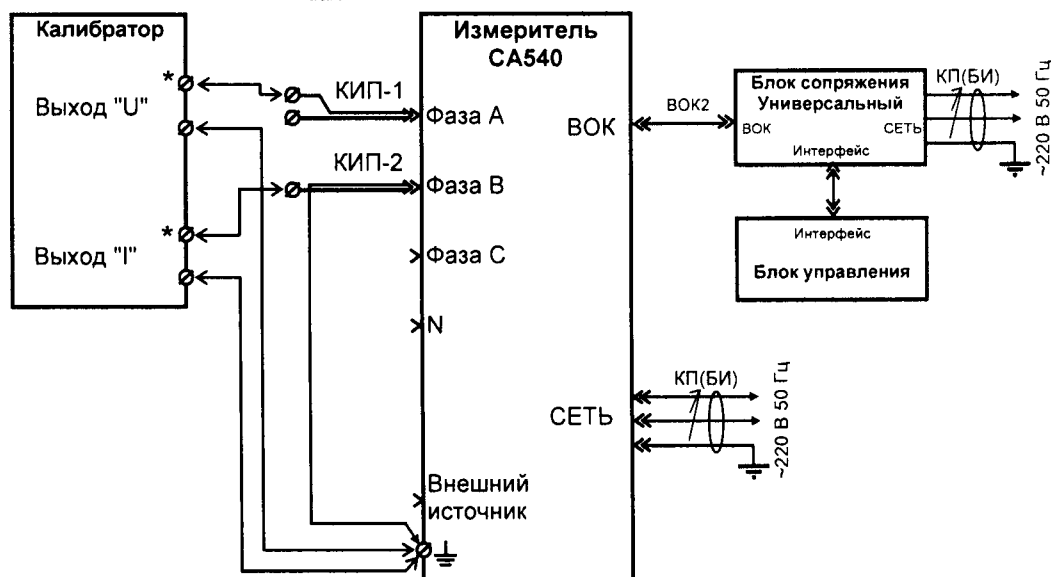 Калибратор
*
Выход "U"
*
Выход "I"
КИП-1
КИП-2
Измеритель
СА540
Фаза А
Фаза В
Фаза С
N
Внешний
источник
ВОК
СЕТЬ
ВОК2
Блок сопряжения
Универсальный
ВОК
СЕТЬ
Интерфейс
КП(БИ)
~220 В 50 Гц
Интерфейс
Блок управления
КП(БИ)
~220 В 50 Гц